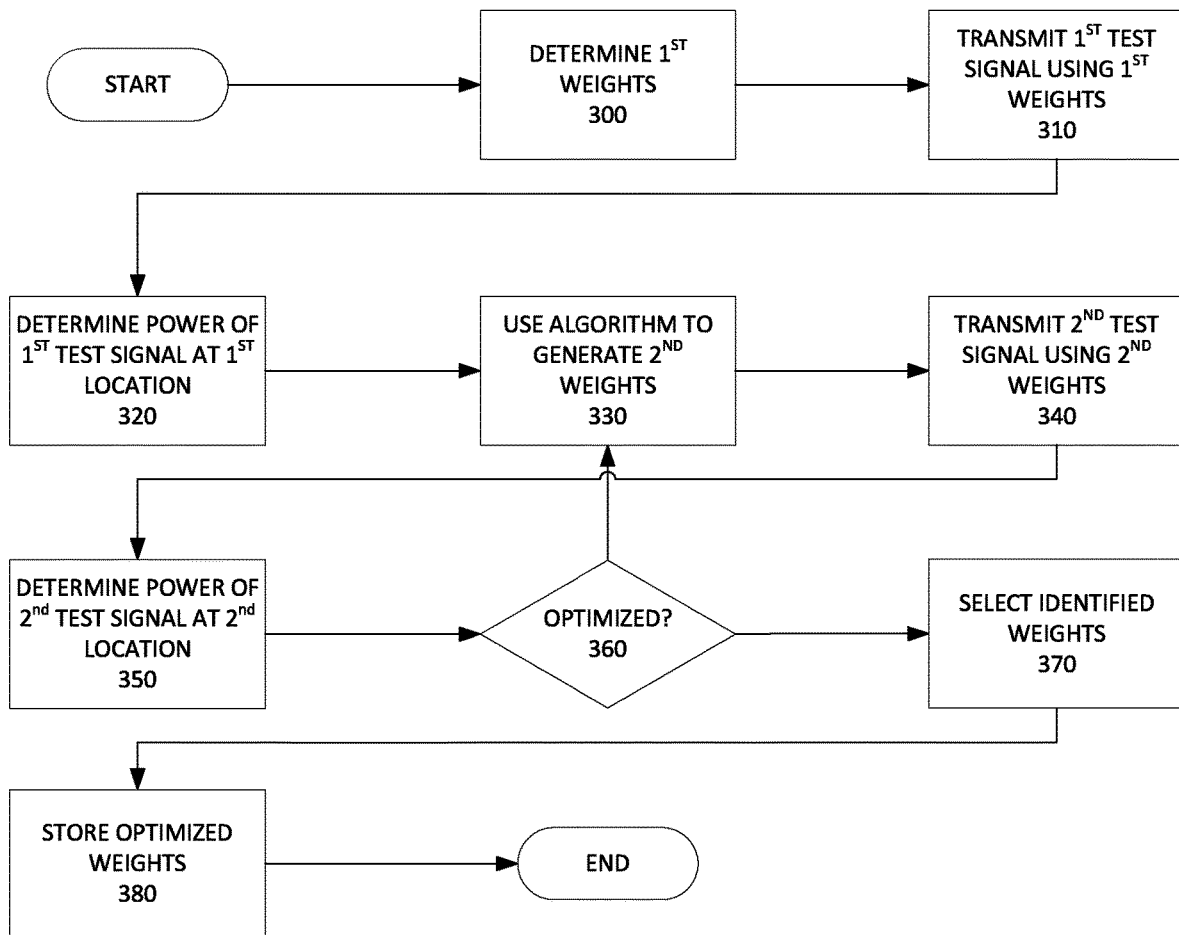 START
DETERMINE 1ST
WEIGHTS
300
TRANSMIT 1ST TEST
SIGNAL USING 1ST
WEIGHTS
310
DETERMINE POWER OF
1ST TEST SIGNAL AT 1ST
LOCATION
320
USE ALGORITHM TO
GENERATE 2ND
WEIGHTS
330
TRANSMIT 2ND TEST
SIGNAL USING 2ND
WEIGHTS
340
DETERMINE POWER OF
2nd TEST SIGNAL AT 2nd
LOCATION
350
OPTIMIZED?
360
SELECT IDENTIFIED
WEIGHTS
370
STORE OPTIMIZED
WEIGHTS
380
END